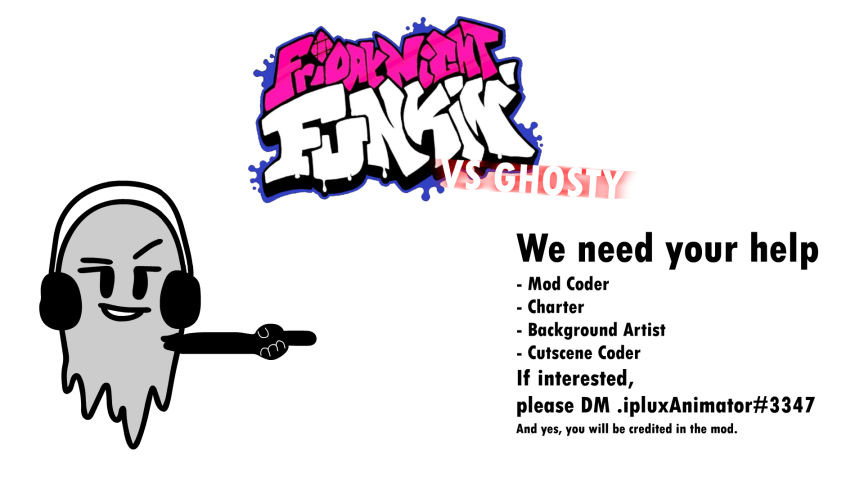 FRiDAY NiGHT
FUNKiN'
VS GHOSTY
We need your help
- Mod Coder
- Charter
- Background Artist
- Cutscene Coder
If interested,
please DM .ipluxAnimator#3347
And yes, you will be credited in the mod.